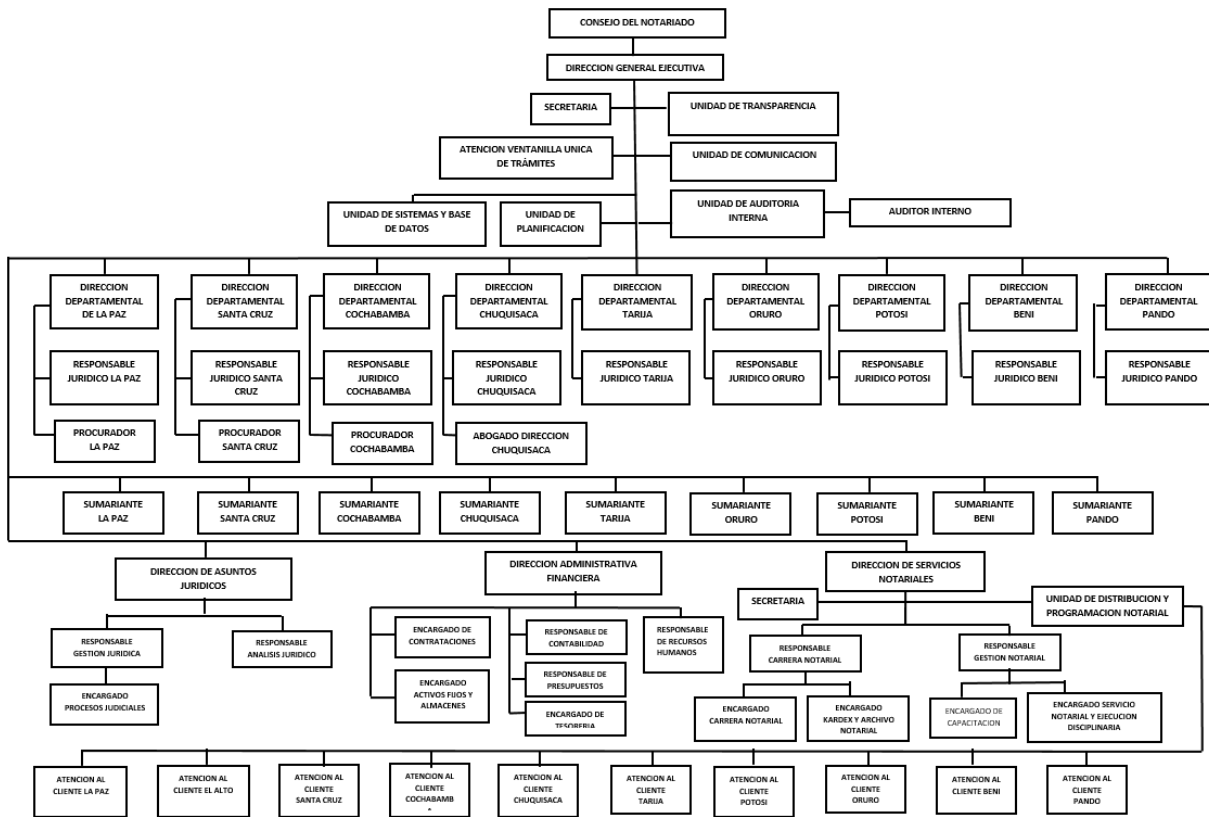 CONSEJO DEL NOTARIADO
DIRECCION GENERAL EJECUTIVA
SECRETARIA
UNIDAD DE TRANSPARENCIA
ATENCION VENTANILLA UNICA
DE TRÁMITES
UNIDAD DE COMUNICACION
UNIDAD DE SISTEMAS Y BASE
DE DATOS
UNIDAD DE
PLANIFICACION
UNIDAD DE AUDITORIA
INTERNA
AUDITOR INTERNO
DIRECCION
DEPARTAMENTAL
DE LA PAZ
DIRECCION
DEPARTAMENTAL
SANTA CRUZ
DIRECCION
DEPARTAMENTAL
COCHABAMBA
DIRECCION
DEPARTAMENTAL
CHUQUISACA
DIRECCION
DEPARTAMENTAL
TARIJA
DIRECCION
DEPARTAMENTAL
ORURO
DIRECCION
DEPARTAMENTAL
POTOSI
DIRECCION
DEPARTAMENTAL
BENI
DIRECCION
DEPARTAMENTAL
PANDO
RESPONSABLE
JURIDICO LA PAZ
RESPONSABLE
JURIDICO SANTA
CRUZ
RESPONSABLE
JURIDICO
COCHABAMBA
RESPONSABLE
JURIDICO
CHUQUISACA
RESPONSABLE
JURIDICO TARIJA
RESPONSABLE
JURIDICO ORURO
RESPONSABLE
JURIDICO POTOSI
RESPONSABLE
JURIDICO BENI
RESPONSABLE
JURIDICO PANDO
PROCURADOR
LA PAZ
PROCURADOR
SANTA CRUZ
PROCURADOR
COCHABAMBA
ABOGADO DIRECCION
CHUQUISACA
SUMARIANTE
LA PAZ
SUMARIANTE
SANTA CRUZ
SUMARIANTE
COCHABAMBA
SUMARIANTE
CHUQUISACA
SUMARIANTE
TARIJA
SUMARIANTE
ORURO
SUMARIANTE
POTOSI
SUMARIANTE
BENI
SUMARIANTE
PANDO
DIRECCION DE ASUNTOS
JURIDICOS
DIRECCION ADMINISTRATIVA
FINANCIERA
DIRECCION DE SERVICIOS
NOTARIALES
SECRETARIA
UNIDAD DE DISTRIBUCION Y
PROGRAMACION NOTARIAL
RESPONSABLE
GESTION JURIDICA
RESPONSABLE
ANALISIS JURIDICO
ENCARGADO DE
CONTRATACIONES
RESPONSABLE DE
CONTABILIDAD
RESPONSABLE
DE RECURSOS
HUMANOS
RESPONSABLE
CARRERA NOTARIAL
RESPONSABLE
GESTION NOTARIAL
ENCARGADO
PROCESOS JUDICIALES
ENCARGADO
ACTIVOS FIJOS Y
ALMACENES
RESPONSABLE DE
PRESUPUESTOS
ENCARGADO DE
TESORERIA
ENCARGADO
CARRERA NOTARIAL
ENCARGADO
KARDEX Y ARCHIVO
NOTARIAL
ENCARGADO DE
CAPACITACION
ENCARGADO SERVICIO
NOTARIAL Y EJECUCION
DISCIPLINARIA
ATENCION AL
CLIENTE LA PAZ
ATENCION AL
CLIENTE EL ALTO
ATENCION AL
CLIENTE
SANTA CRUZ
ATENCION AL
CLIENTE
COCHABAMB
ATENCION AL
CLIENTE
CHUQUISACA
ATENCION AL
CLIENTE
TARIJA
ATENCION AL
CLIENTE
POTOSI
ATENCION AL
CLIENTE
ORURO
ATENCION AL
CLIENTE BENI
ATENCION AL
CLIENTE
PANDO